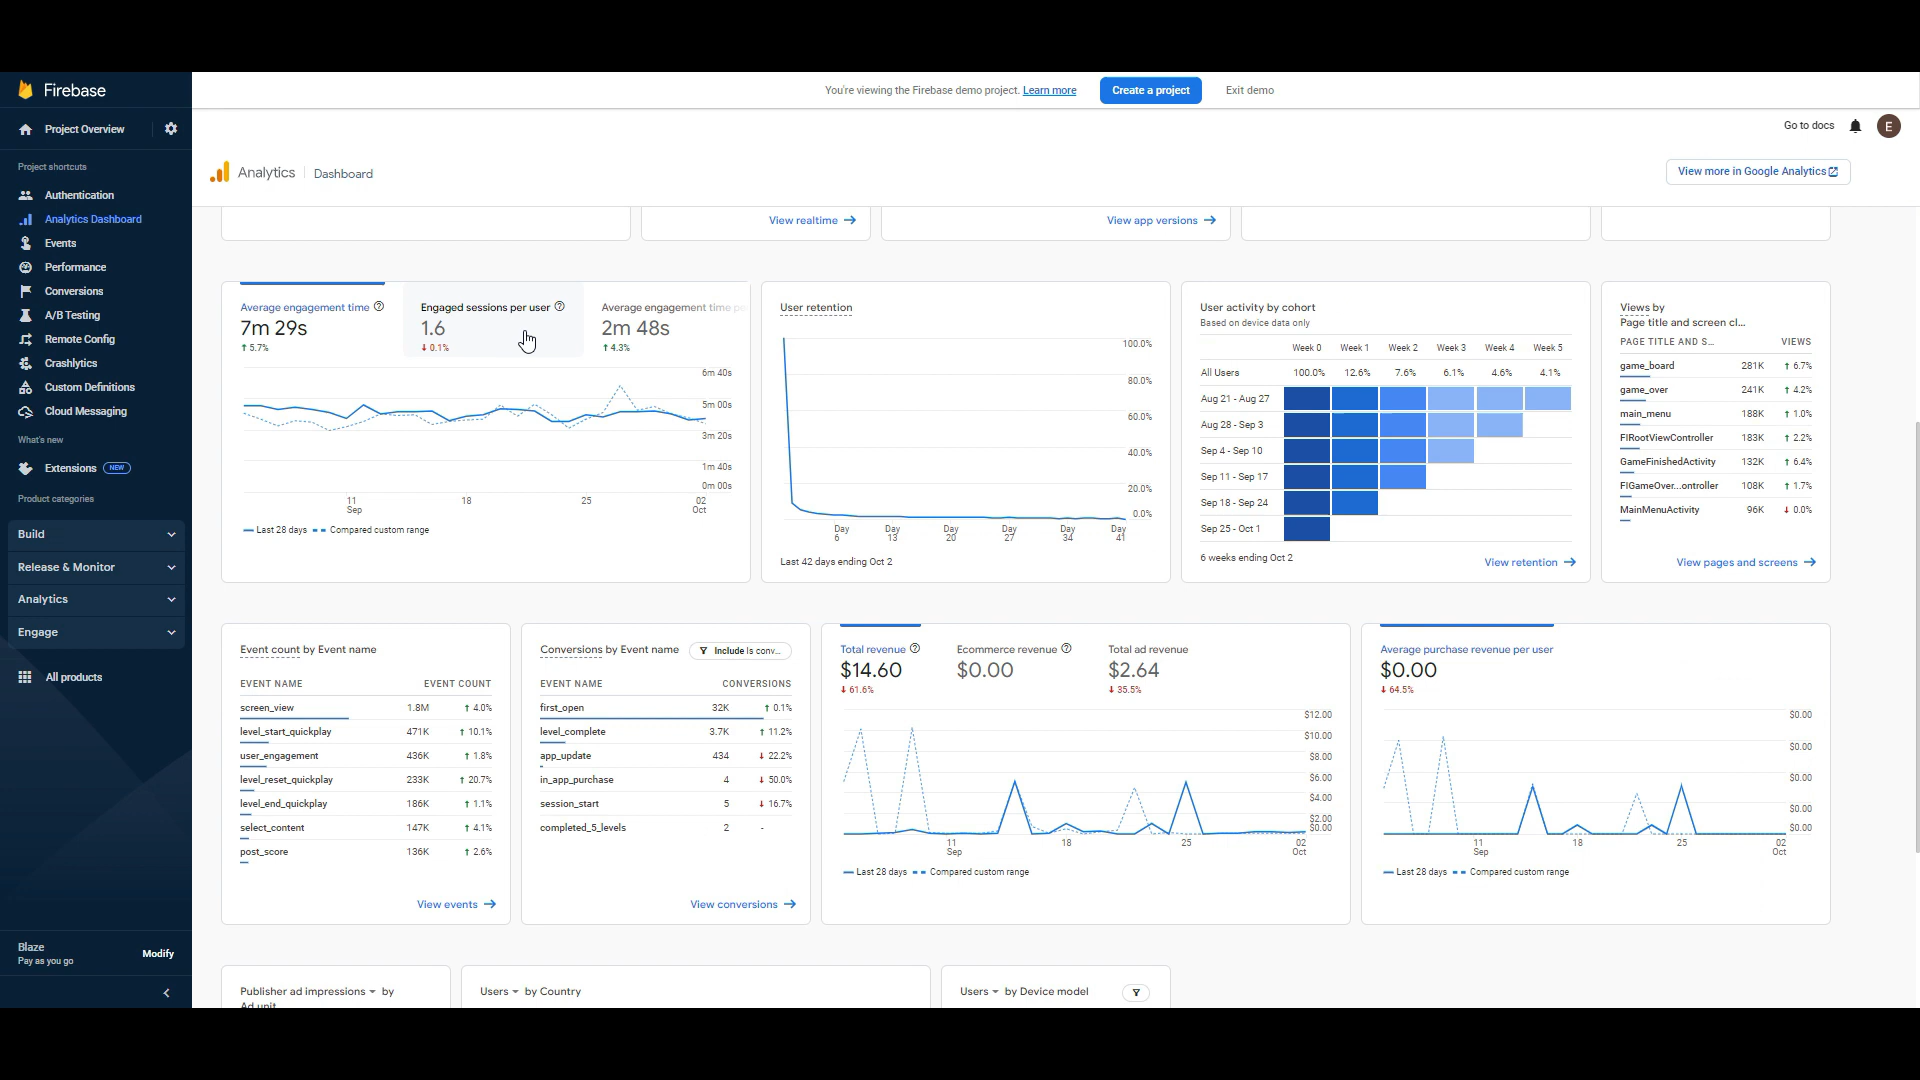 Firebase
You're viewing the Firebase demo project. Learn more
Create a project
Exit demo
Project Overview
Go to docs
E
Project shortcuts
Analytics
Dashboard
View more in Google Analytics
Authentication
Analytics Dashboard
Events
Performance
Conversions
A/B Testing
Remote Config
Crashlytics
Custom Definitions
Cloud Messaging
What's new
Extensions NEW
Product categories
Build
Release & Monitor
Analytics
Engage
All products
Blaze
Pay as you go
Modify
View realtime
View app versions
Average engagement time
7m 29s
5.7%
Engaged sessions per user
1.6
0.1%
Average engagement time pe
2m 48s
4.3%
6m 40s
5m 00s
3m 20s
1m 40s
0m 00s
11 18 25 02
Sep Oct
Last 28 days Compared custom range
User retention
100.0%
80.0%
60.0%
40.0%
20.0%
0.0%
Day Day Day Day Day Day
6 13 20 27 34 41
Last 42 days ending Oct 2
User activity by cohort
Based on device data only
Week 0 Week 1 Week 2 Week 3 Week 4 Week 5
All Users 100.0% 12.6% 7.6% 6.1% 4.6% 4.1%
Aug 21 - Aug 27
Aug 28 - Sep 3
Sep 4 - Sep 10
Sep 11 - Sep 17
Sep 18 - Sep 24
Sep 25 - Oct 1
6 weeks ending Oct 2
View retention
Views by
Page title and screen cl...
PAGE TITLE AND S... VIEWS
game_board 281K 6.7%
game_over 241K 4.2%
main_menu 188K 1.0%
FIRootViewController 183K 2.2%
GameFinishedActivity 132K 6.4%
FIGameOver...ontroller 108K 1.7%
MainMenuActivity 96K 0.0%
View pages and screens
Event count by Event name
EVENT NAME EVENT COUNT
screen_view 1.8M 4.0%
level_start_quickplay 471K 10.1%
user_engagement 436K 1.8%
level_reset_quickplay 233K 20.7%
level_end_quickplay 186K 1.1%
select_content 147K 4.1%
post_score 136K 2.6%
View events
Conversions by Event name
Include Is conv...
EVENT NAME CONVERSIONS
first_open 32K 0.1%
level_complete 3.7K 11.2%
app_update 434 22.2%
in_app_purchase 4 50.0%
session_start 5 16.7%
completed_5_levels 2 -
View conversions
Total revenue
$14.60
61.6%
Ecommerce revenue
$0.00
Total ad revenue
$2.64
35.5%
$12.00
$10.00
$8.00
$6.00
$4.00
$2.00
$0.00
11 18 25 02
Sep Oct
Last 28 days Compared custom range
Average purchase revenue per user
$0.00
64.5%
$0.00
$0.00
$0.00
$0.00
$0.00
11 18 25 02
Sep Oct
Last 28 days Compared custom range
Publisher ad impressions by
Ad unit
Users by Country
Users by Device model